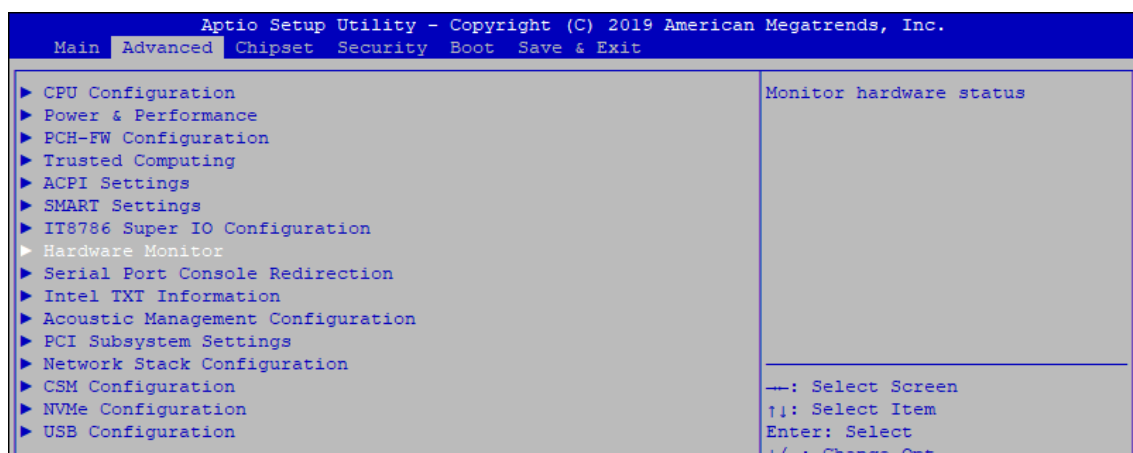 Aptio Setup Utility – Copyright (C) 2019 American Megatrends, Inc.
Main Advanced Chipset Security Boot Save & Exit
► CPU Configuration
► Power & Performance
► PCH-FW Configuration
► Trusted Computing
► ACPI Settings
► SMART Settings
► IT8786 Super IO Configuration
► Hardware Monitor
► Serial Port Console Redirection
► Intel TXT Information
► Acoustic Management Configuration
► PCI Subsystem Settings
► Network Stack Configuration
► CSM Configuration
► NVMe Configuration
► USB Configuration
Monitor hardware status
→←: Select Screen
↑↓: Select Item
Enter: Select